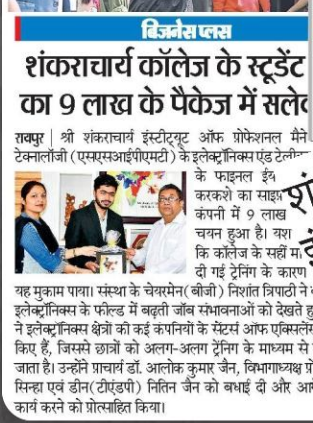 बिजनेस प्लस
शंकराचार्य कॉलेज के स्टूडेंट
का 9 लाख के पैकेज में
रायपुर | श्री शंकराचार्य इंस्टीट्यूट ऑफ प्रोफेशनल
टेक्नालॉजी (एसएसआईपीएमटी) के इलेक्ट्रॉनिक्स एंड
के फाइनल
करकशे का
कंपनी में 9 लाख
चयन हुआ है। यश
कि कॉलेज के सहीं
दी गई ट्रेनिंग के कारण
यह मुकाम पाया। संस्था के चेयरमेन (बीजी) निशांत त्रिपाठी ने
इलेक्ट्रॉनिक्स के फील्ड में बढ़ती जॉब संभावनाओं को देखते
ने इलेक्ट्रॉनिक्स क्षेत्रों की कई कंपनियों के सेंटर्स ऑफ
किए हैं, जिससे छात्रों को अलग-अलग ट्रेनिंग के माध्यम से
जाता है। उन्होंने प्राचार्य डॉ. आलोक कुमार जैन, विभागाध्यक्ष
सिन्हा एवं डीन (टीएंडपी) नितिन जैन को बधाई दी और
कार्य करने को प्रोत्साहित किया।